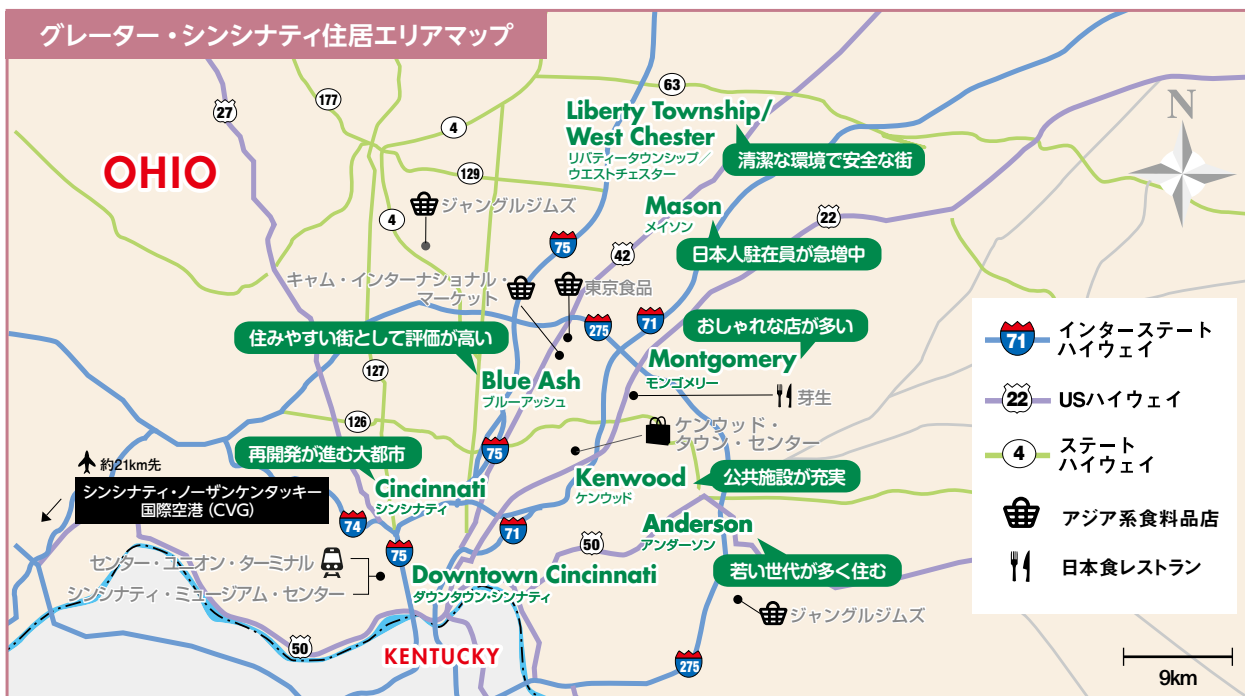 グレーター・シンシナティ住居エリアマップ
OHIO
27
177
4
63
129
4
Liberty Township/
West Chester
リバティータウンシップ／
ウエストチェスター
清潔な環境で安全な街
N
ジャングルジムズ
Mason
メイソン
22
75
42
日本人駐在員が急増中
キャム・インターナショナル・
マーケット
東京食品
275
71
おしゃれな店が多い
住みやすい街として評価が高い
Montgomery
モンゴメリー
127
Blue Ash
ブルーアッシュ
芽生
126
ケンウッド・
タウン・センター
再開発が進む大都市
75
約21km先
シンシナティ・ノーザンケンタッキー
国際空港（CVG）
Cincinnati
シンシナティ
Kenwood
ケンウッド
公共施設が充実
74
71
75
50
Anderson
アンダーソン
センター・ユニオン・ターミナル
シンシナティ・ミュージアム・センター
Downtown Cincinnati
ダウンタウン・シンナティ
若い世代が多く住む
ジャングルジムズ
50
KENTUCKY
275
71
インターステート
ハイウェイ
22
USハイウェイ
4
ステート
ハイウェイ
アジア系食料品店
日本食レストラン
9km